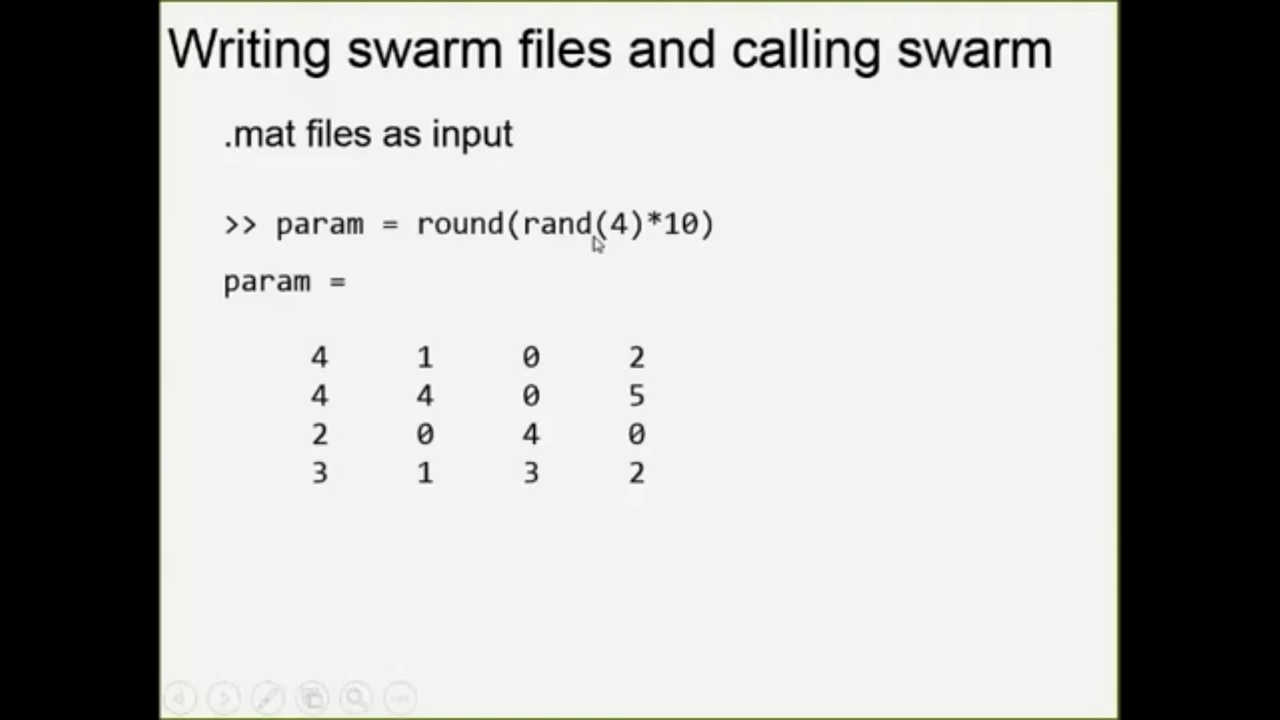 Writing swarm files and calling swarm
.mat files as input
>> param = round(rand(4)*10)
param =
4 1 0 2
4 4 0 5
2 0 4 0
3 1 3 2